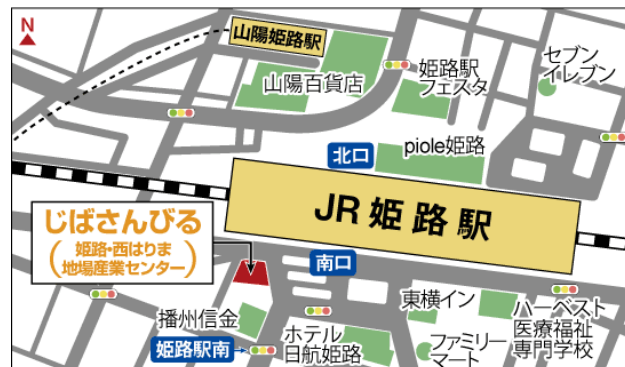 N
山陽姫路駅
山陽百貨店
姫路駅
フェスタ
セブン
イレブン
北口
piole姫路
JR姫路駅
じばさんびる
(姫路・西はりま
地場産業センター)
南口
播州信金
姫路駅南
ホテル
日航姫路
東横イン
ファミリー
マート
ハーベスト
医療福祉
専門学校